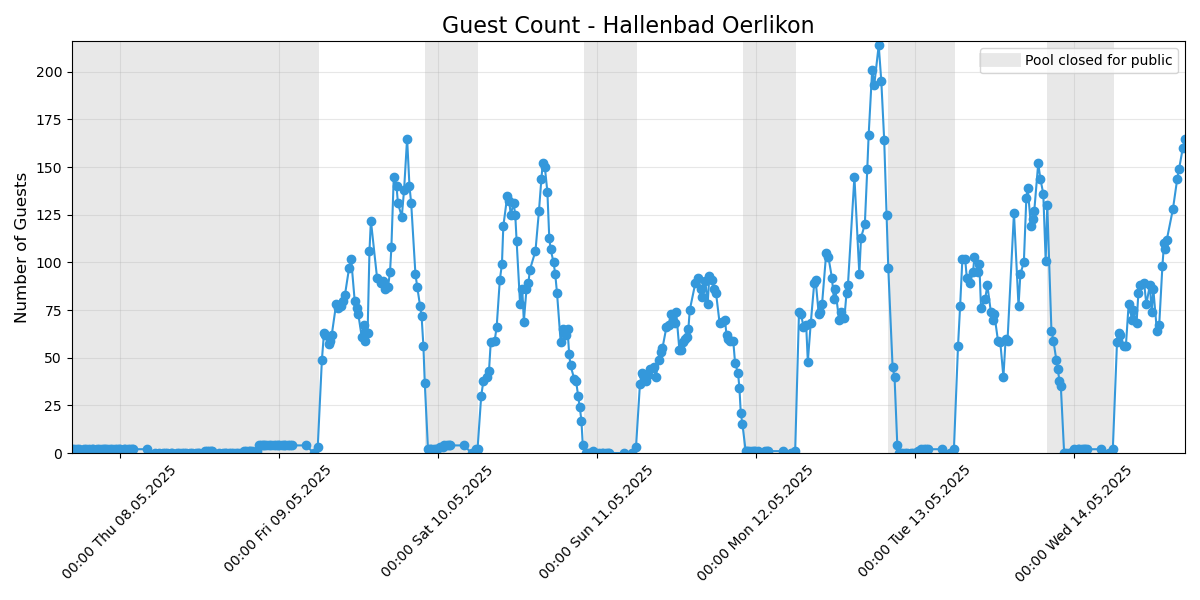 Guest Count - Hallenbad Oerlikon
Pool closed for public
Number of Guests
200
175
150
125
100
75
50
25
0
00:00 Thu 08.05.2025
00:00 Fri 09.05.2025
00:00 Sat 10.05.2025
00:00 Sun 11.05.2025
00:00 Mon 12.05.2025
00:00 Tue 13.05.2025
00:00 Wed 14.05.2025